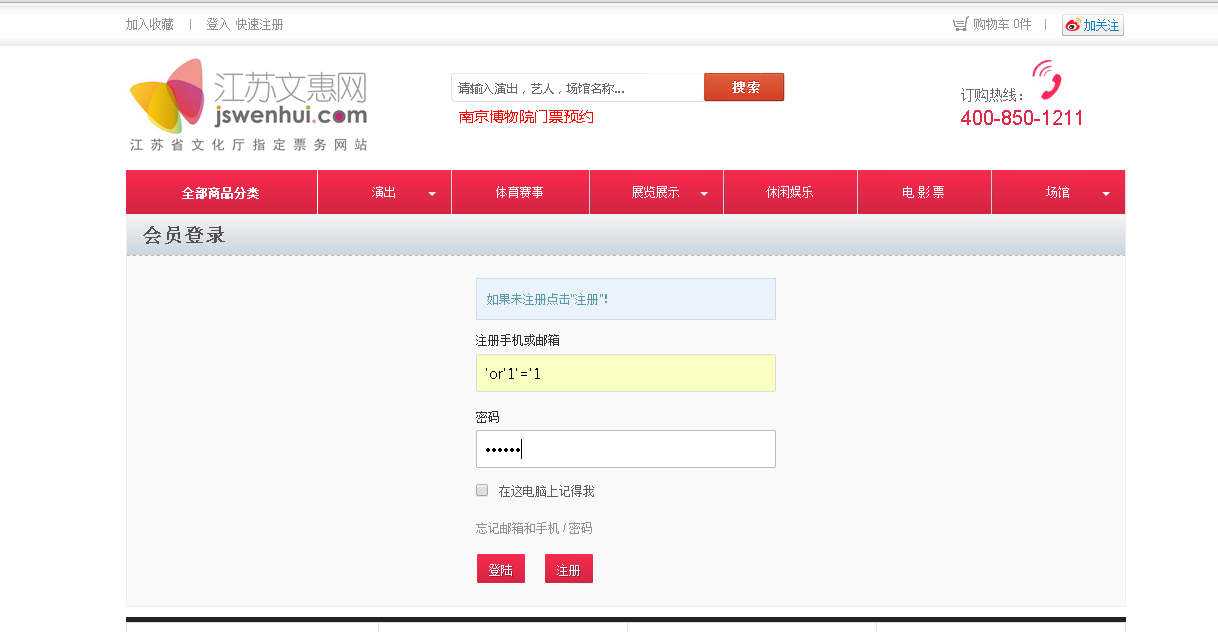 加入收藏 | 登入 快速注册
购物车 0件 | 加关注
江苏文惠网
jswenhui.com
江苏省文化厅指定票务网站
请输入演出，艺人，场馆名称... 搜索
南京博物院门票预约
订购热线：
400-850-1211
全部商品分类 演出 体育赛事 展览展示 休闲娱乐 电影票 场馆
会员登录
如果未注册点击"注册"!
注册手机或邮箱
'or'1'='1
密码
••••••
在这电脑上记得我
忘记邮箱和手机 / 密码
登陆 注册